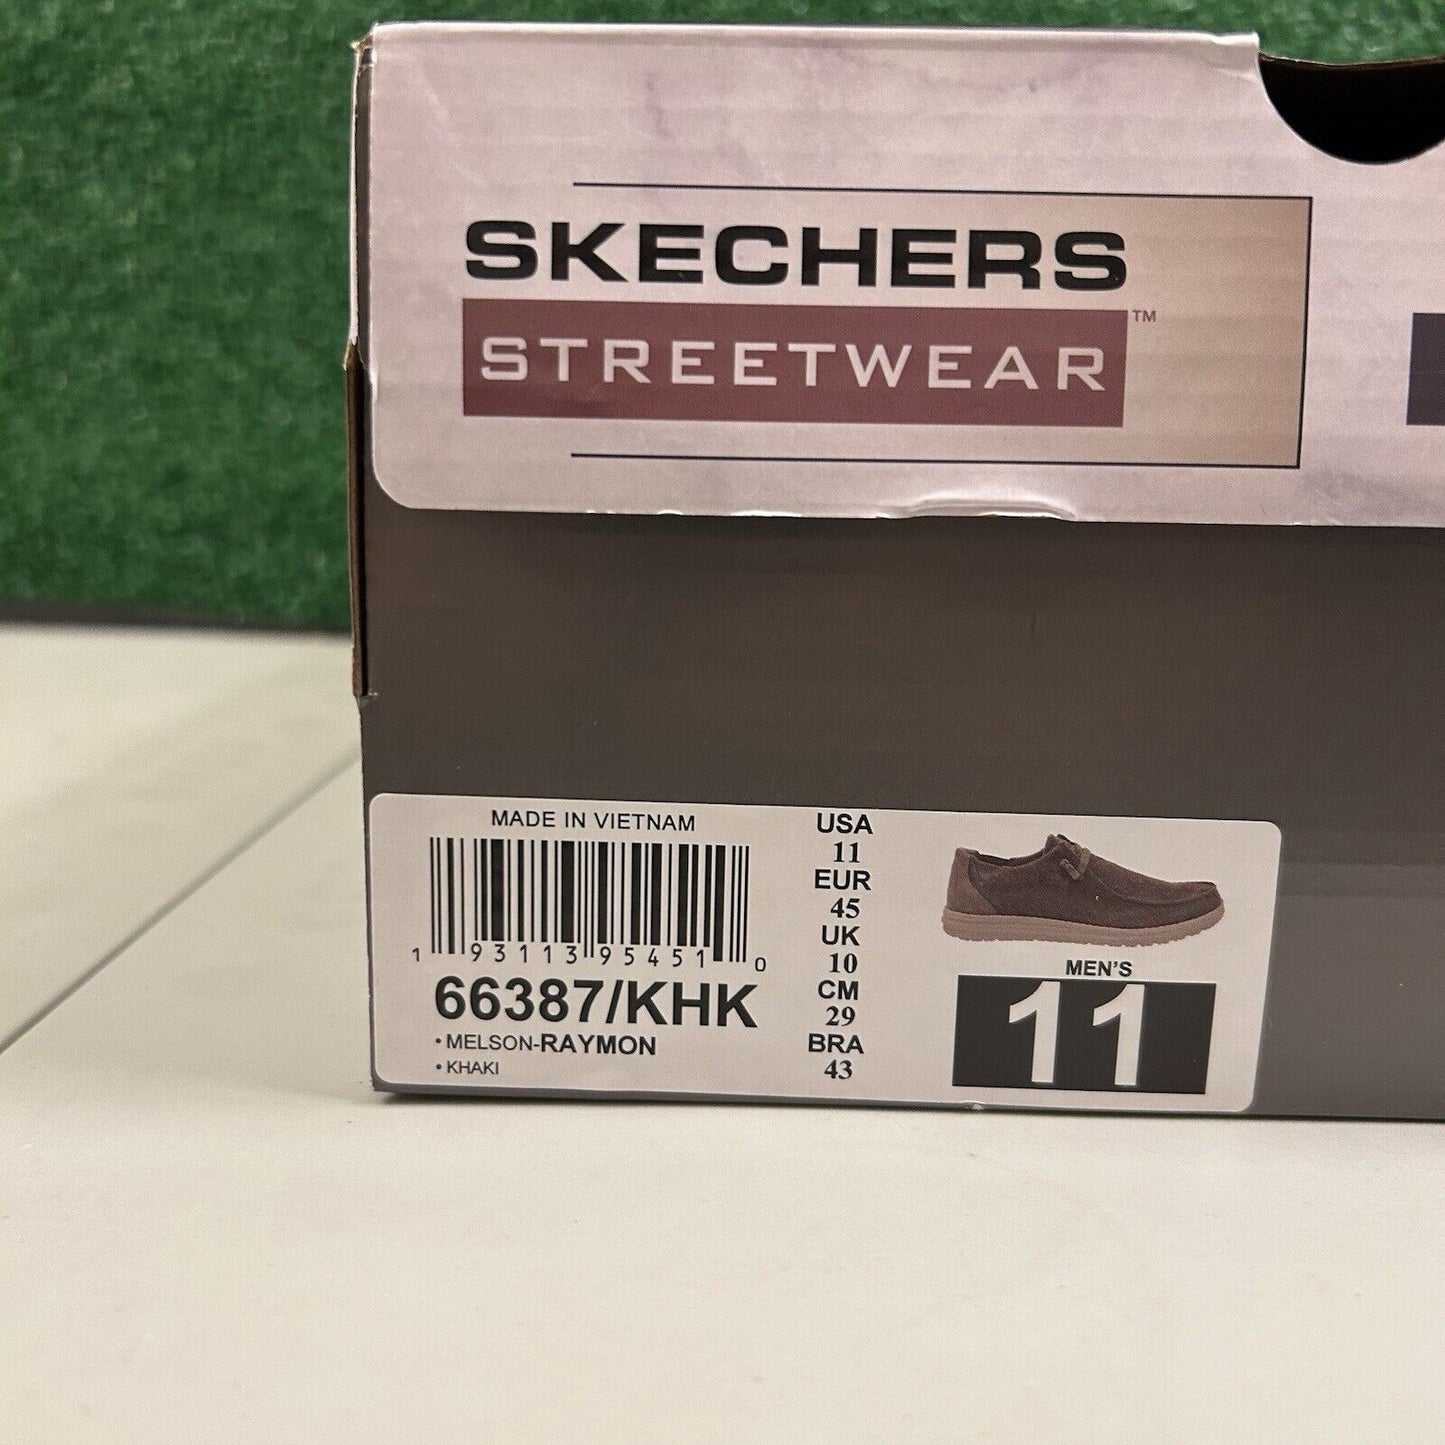 SKECHERS
STREETWEAR™
MADE IN VIETNAM
1 93113 95451 0
66387/KHK
• MELSON-RAYMON
• KHAKI
USA
11
EUR
45
UK
10
CM
29
BRA
43
MEN'S
11